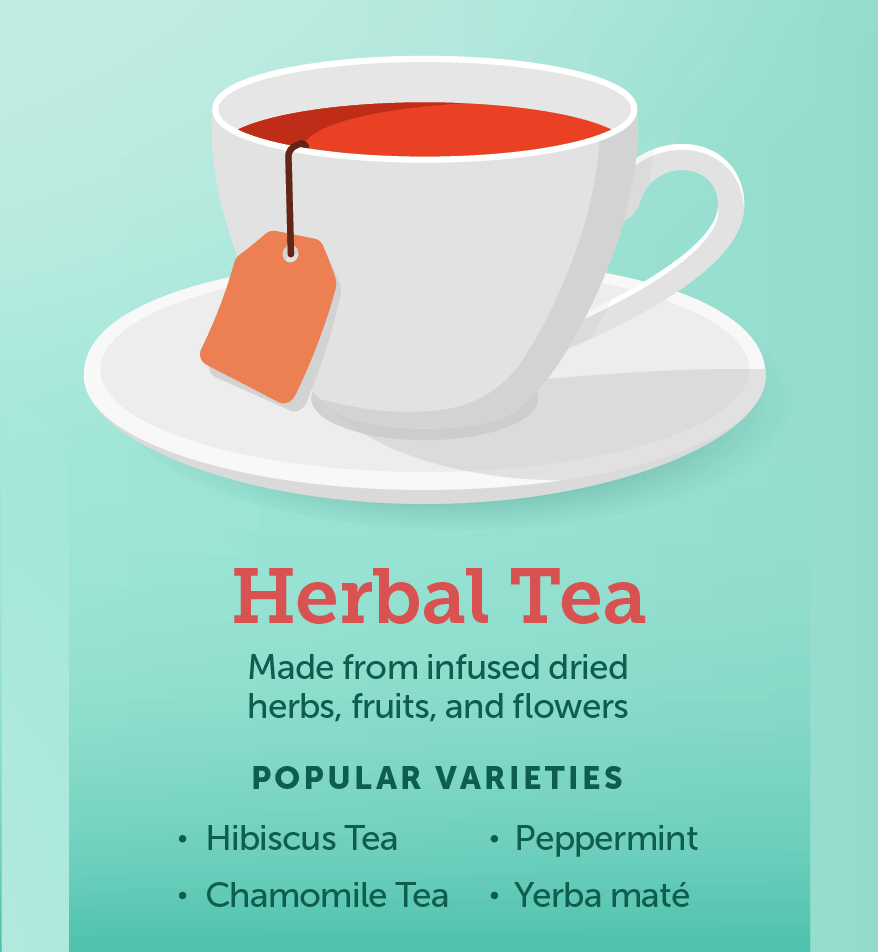 Herbal Tea
Made from infused dried
herbs, fruits, and flowers
POPULAR VARIETIES
• Hibiscus Tea
• Peppermint
• Chamomile Tea
• Yerba maté